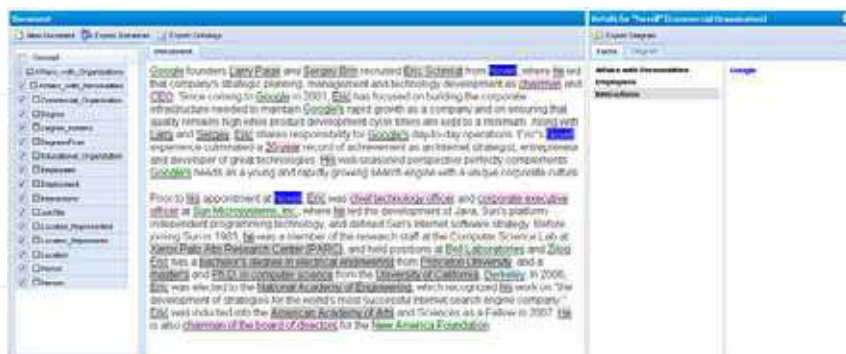 Document
Details for "Novell" (Commercial Organization)
New Document Export Instances Export Ontology
Export Diagram
Document
Facts Diagram
General
Affairs_with_Organizations
Affairs_with_Personalities
Commercial_Organization
Degree
Degree_Holders
DegreeFrom
Educational_Organization
Employees
Employment
Interactions
JobTitle
Location_Represented
Location
Period
Person
Google founders Larry Page and Sergey Brin recruited Eric Schmidt from Novell, where he led
that company's strategic planning, management and technology development as chairman and
CEO. Since coming to Google in 2001, Eric has focused on building the corporate
infrastructure needed to maintain Google's rapid growth as a company and on ensuring that
quality remains high while product development cycle times are kept to a minimum. Along with
Larry and Sergey, Eric shares responsibility for Google's day-to-day operations. Eric's Novell
experience culminated a 20-year record of achievement as an Internet strategist, entrepreneur
and developer of great technologies. His well-seasoned perspective perfectly complements
Google's needs as a young and rapidly growing search engine with a unique corporate culture.
Prior to his appointment at Novell, Eric was chief technology officer and corporate executive
officer at Sun Microsystems, Inc., where he led the development of Java, Sun's platform-
independent programming technology, and defined Sun's Internet software strategy. Before
joining Sun in 1983, he was a member of the research staff at the Computer Science Lab at
Xerox Palo Alto Research Center (PARC), and held positions at Bell Laboratories and Zilog.
Eric has a bachelor's degree in electrical engineering from Princeton University, and a
master's and Ph.D. in computer science from the University of California, Berkeley. In 2006,
Eric was elected to the National Academy of Engineering, which recognized his work on "the
development of strategies for the world's most successful Internet search engine company."
Eric was inducted into the American Academy of Arts and Sciences as a Fellow in 2007. He
is also chairman of the board of directors for the New America Foundation.
Affairs with Personalities
Employees
Interactions
Google